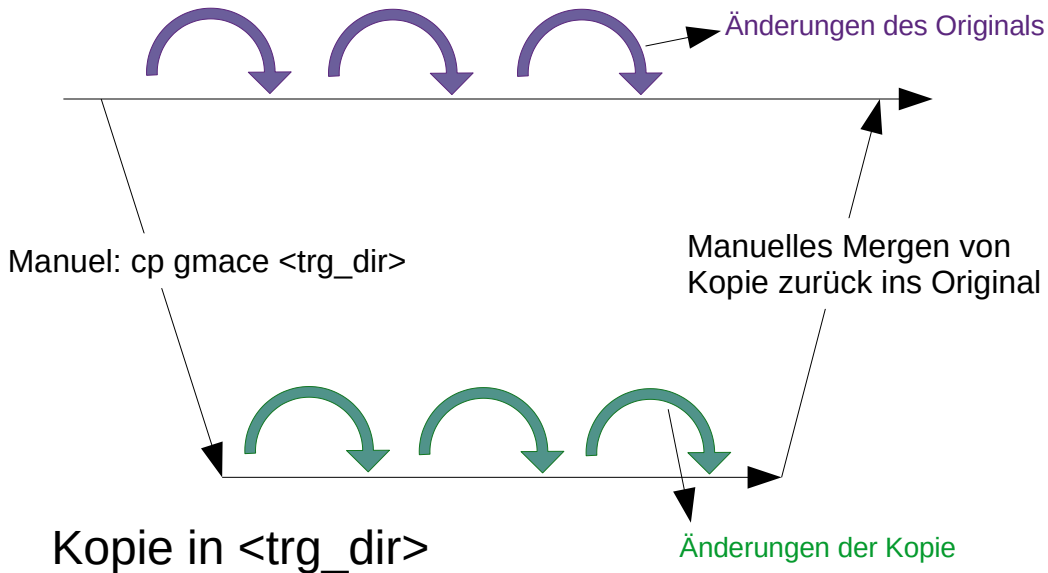 Änderungen des Originals
Manuel: cp gmace <trg_dir>
Manuelles Mergen von
Kopie zurück ins Original
Kopie in <trg_dir>
Änderungen der Kopie